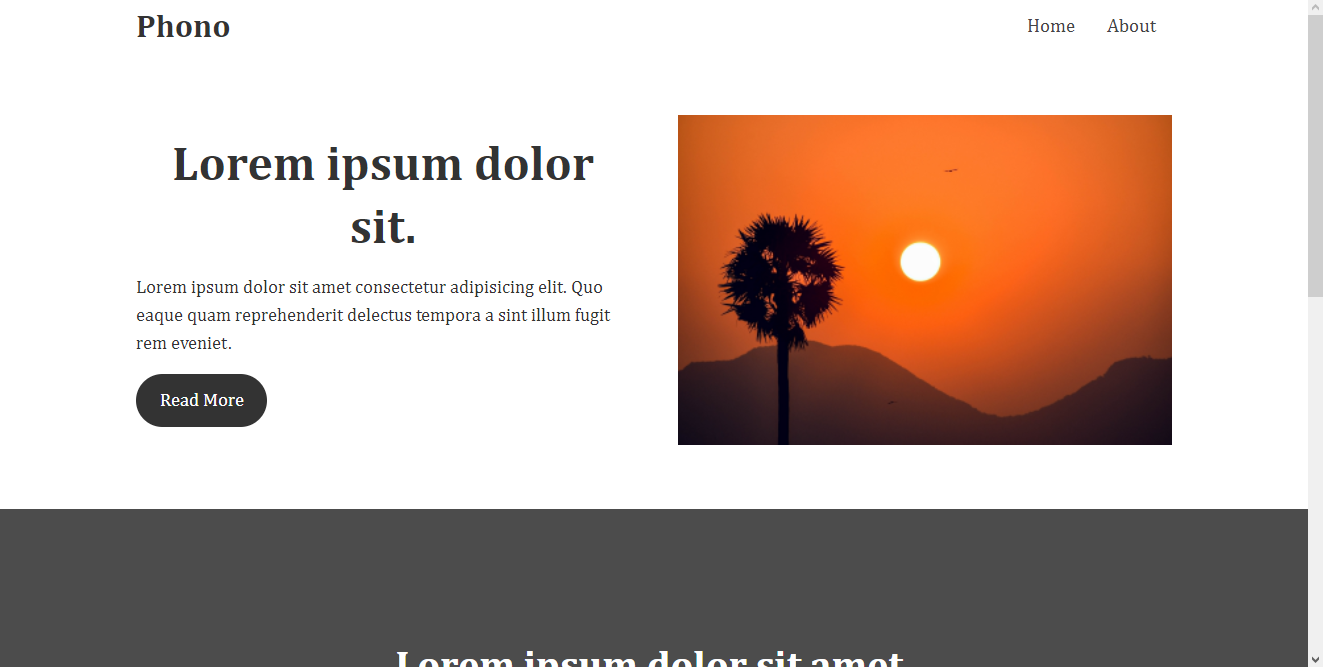 Phono
Home About
Lorem ipsum dolor
sit.
Lorem ipsum dolor sit amet consectetur adipisicing elit. Quo
eaque quam reprehenderit delectus tempora a sint illum fugit
rem eveniet.
Read More
Lorem ipsum dolor sit amet